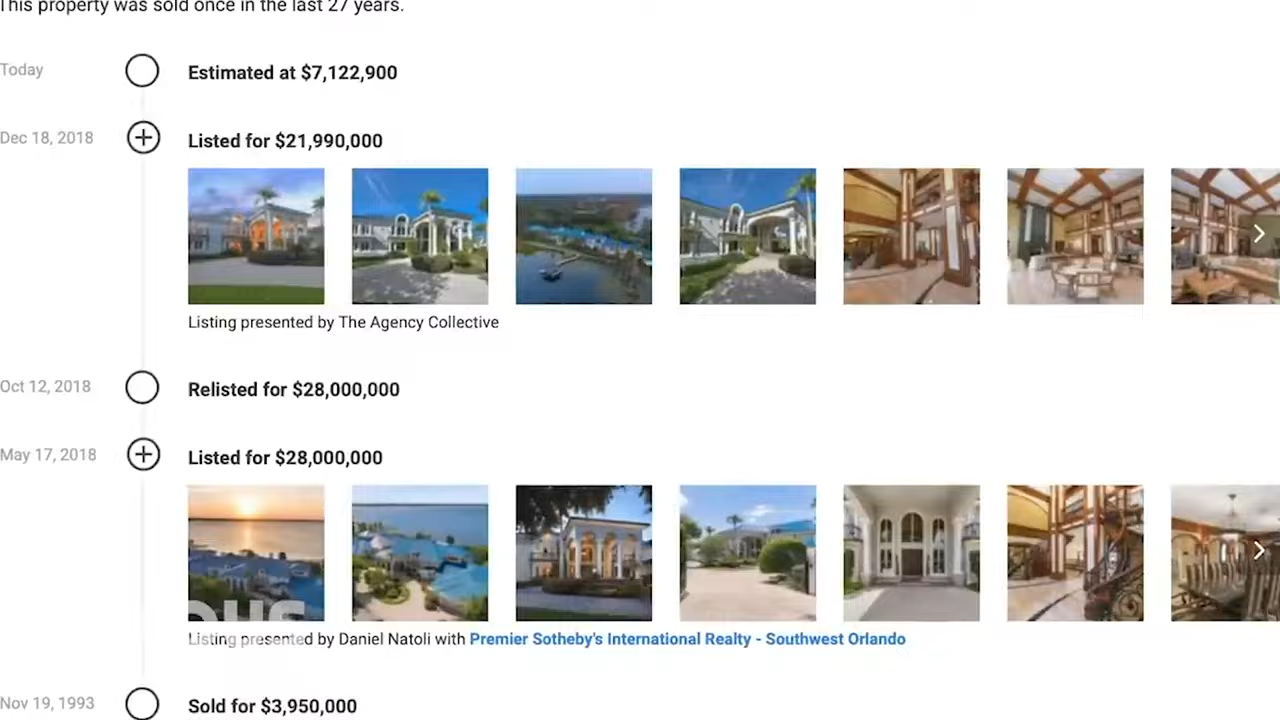 This property was sold once in the last 27 years.
Today
Estimated at $7,122,900
Dec 18, 2018
Listed for $21,990,000
Listing presented by The Agency Collective
Oct 12, 2018
Relisted for $28,000,000
May 17, 2018
Listed for $28,000,000
Listing presented by Daniel Natoli with Premier Sotheby's International Realty - Southwest Orlando
Nov 19, 1993
Sold for $3,950,000